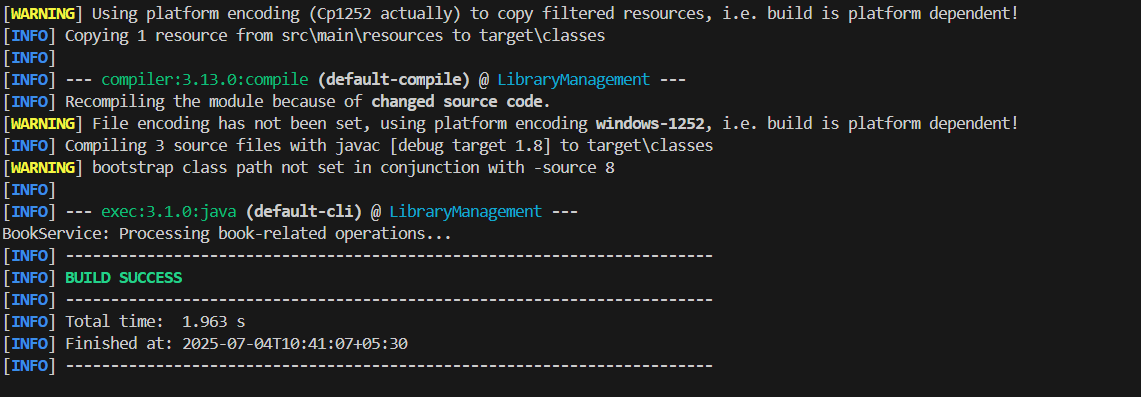 [WARNING] Using platform encoding (Cp1252 actually) to copy filtered resources, i.e. build is platform dependent!
[INFO] Copying 1 resource from src\main\resources to target\classes
[INFO]
[INFO] --- compiler:3.13.0:compile (default-compile) @ LibraryManagement ---
[INFO] Recompiling the module because of changed source code.
[WARNING] File encoding has not been set, using platform encoding windows-1252, i.e. build is platform dependent!
[INFO] Compiling 3 source files with javac [debug target 1.8] to target\classes
[WARNING] bootstrap class path not set in conjunction with -source 8
[INFO]
[INFO] --- exec:3.1.0:java (default-cli) @ LibraryManagement ---
BookService: Processing book-related operations...
[INFO] ------------------------------------------------------------------------
[INFO] BUILD SUCCESS
[INFO] ------------------------------------------------------------------------
[INFO] Total time:  1.963 s
[INFO] Finished at: 2025-07-04T10:41:07+05:30
[INFO] ------------------------------------------------------------------------